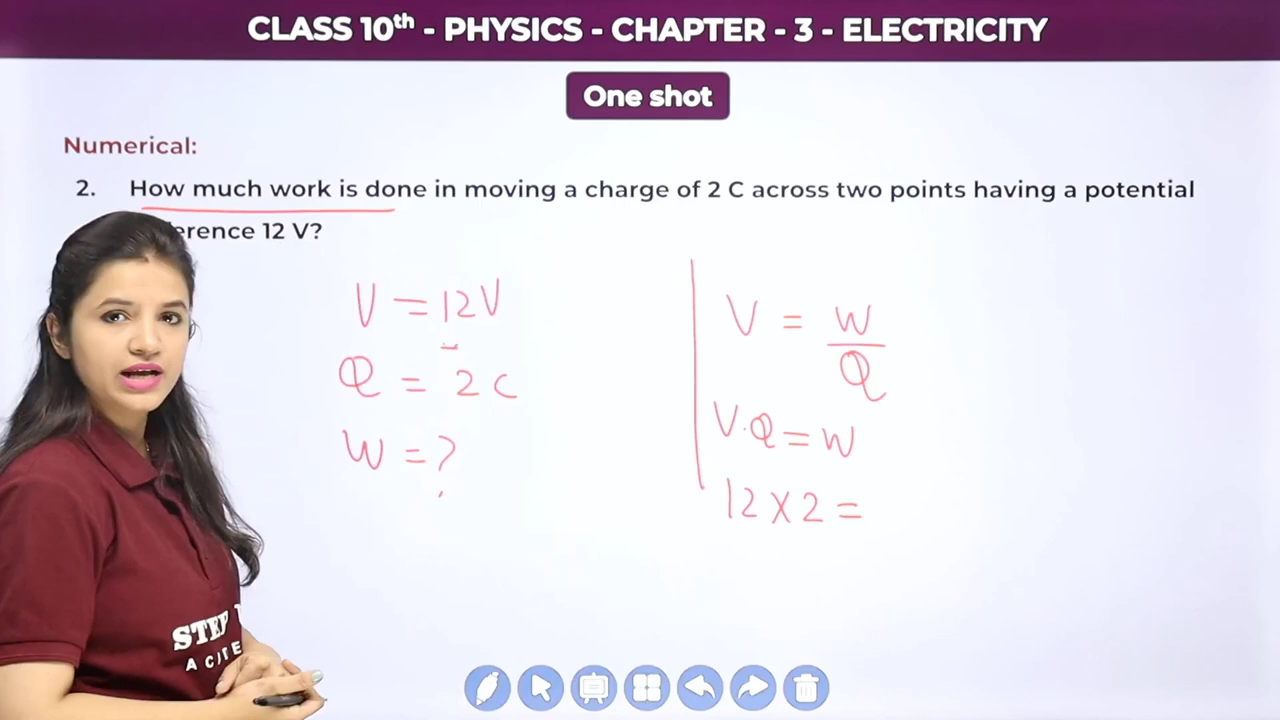 CLASS 10th - PHYSICS - CHAPTER - 3 - ELECTRICITY
One shot
Numerical:
2. How much work is done in moving a charge of 2 C across two points having a potential
erence 12 V?
V = 12V
Q = 2 C
W = ?
V = W
Q
V.Q = W
12 X 2 =
STEP